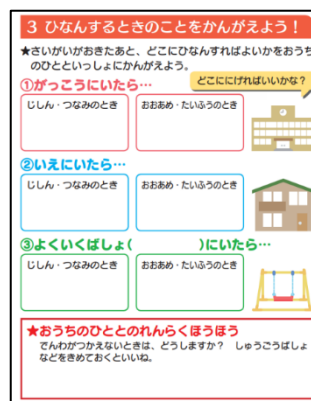 3 ひなんするときのことをかんがえよう！
★さいがいがおきたあと、どこにひなんすればよいかをおうち
のひとといっしょにかんがえよう。
①がっこうにいたら…
どこににげればいいかな？
じしん・つなみのとき
おおあめ・たいふうのとき
②いえにいたら…
じしん・つなみのとき
おおあめ・たいふうのとき
③よくいくばしょ(　　　　)にいたら…
じしん・つなみのとき
おおあめ・たいふうのとき
★おうちのひととのれんらくほうほう
でんわがつかえないときは、どうしますか？　しゅうごうばしょ
などをきめておくといいね。